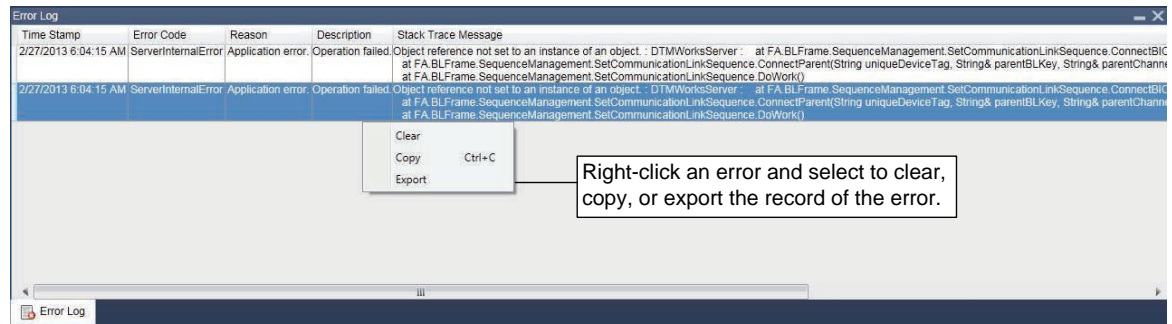 Error Log
Time Stamp Error Code Reason Description Stack Trace Message
2/27/2013 6:04:15 AM ServerInternalError Application error. Operation failed. Object reference not set to an instance of an object. : DTMWorksServer : at FA.BLFrame.SequenceManagement.SetCommunicationLinkSequence.ConnectBIC
at FA.BLFrame.SequenceManagement.SetCommunicationLinkSequence.ConnectParent(String uniqueDeviceTag, String& parentBLKey, String& parentChanne
at FA.BLFrame.SequenceManagement.SetCommunicationLinkSequence.DoWork()
2/27/2013 6:04:15 AM ServerInternalError Application error. Operation failed. Object reference not set to an instance of an object. : DTMWorksServer : at FA.BLFrame.SequenceManagement.SetCommunicationLinkSequence.ConnectBIC
at FA.BLFrame.SequenceManagement.SetCommunicationLinkSequence.ConnectParent(String uniqueDeviceTag, String& parentBLKey, String& parentChanne
at FA.BLFrame.SequenceManagement.SetCommunicationLinkSequence.DoWork()
Clear
Copy Ctrl+C
Export
Right-click an error and select to clear,
copy, or export the record of the error.
Error Log